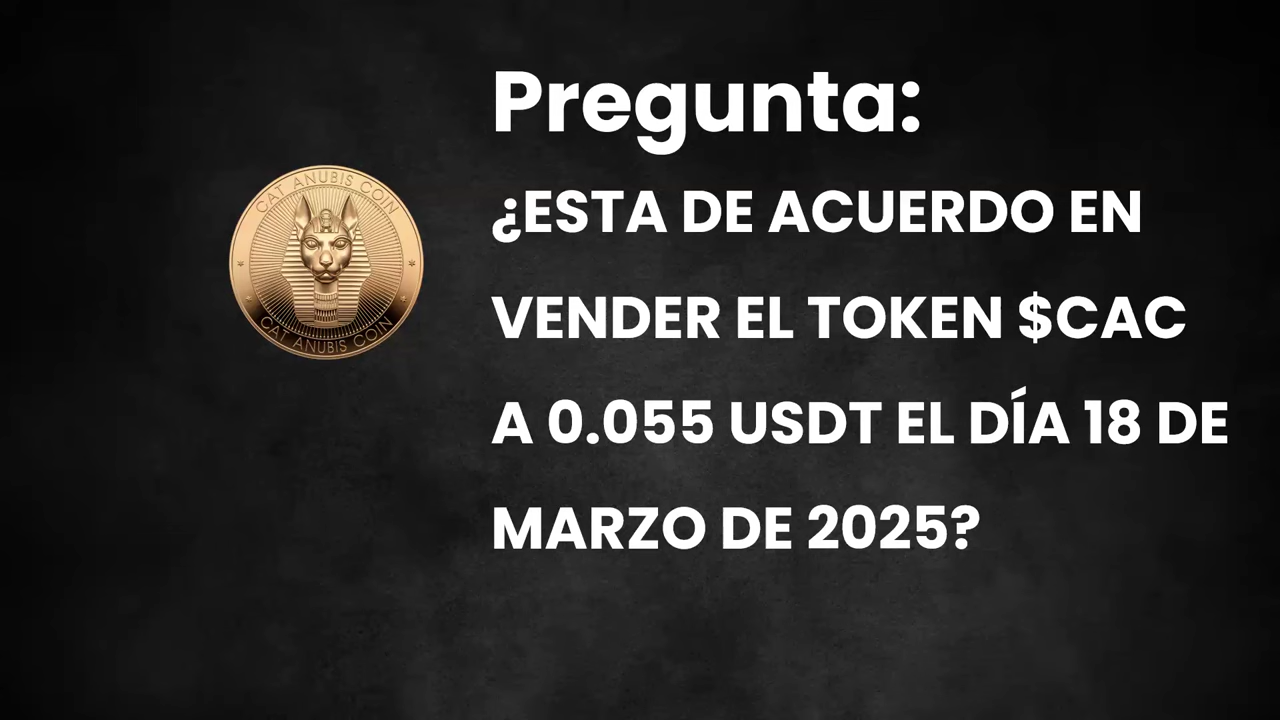 Pregunta:
CAT ANUBIS COIN
CAT ANUBIS COIN
¿ESTA DE ACUERDO EN
VENDER EL TOKEN $CAC
A 0.055 USDT EL DÍA 18 DE
MARZO DE 2025?